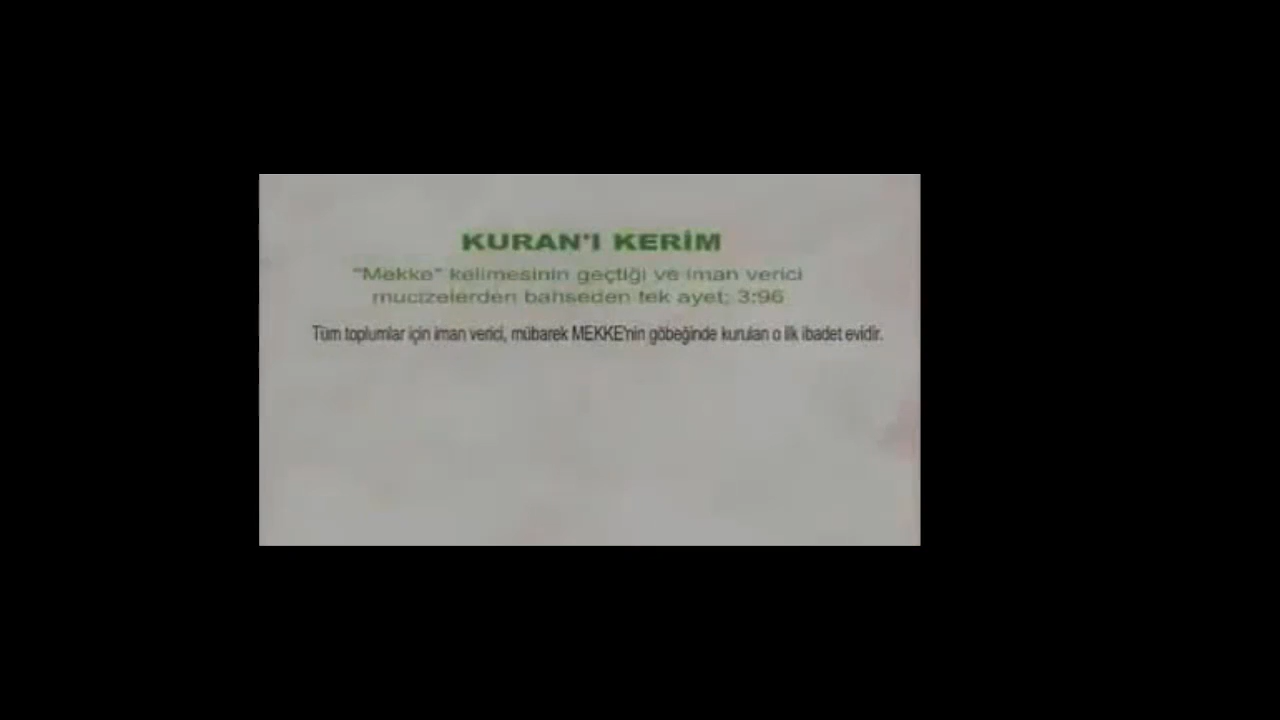 KURAN'I KERİM
"Mekke" kelimesinin geçtiği ve iman verici
mucizelerden bahseden tek ayet; 3:96
Tüm toplumlar için iman verici, mübarek MEKKE'nin göbeğinde kurulan o ilk ibadet evidir.